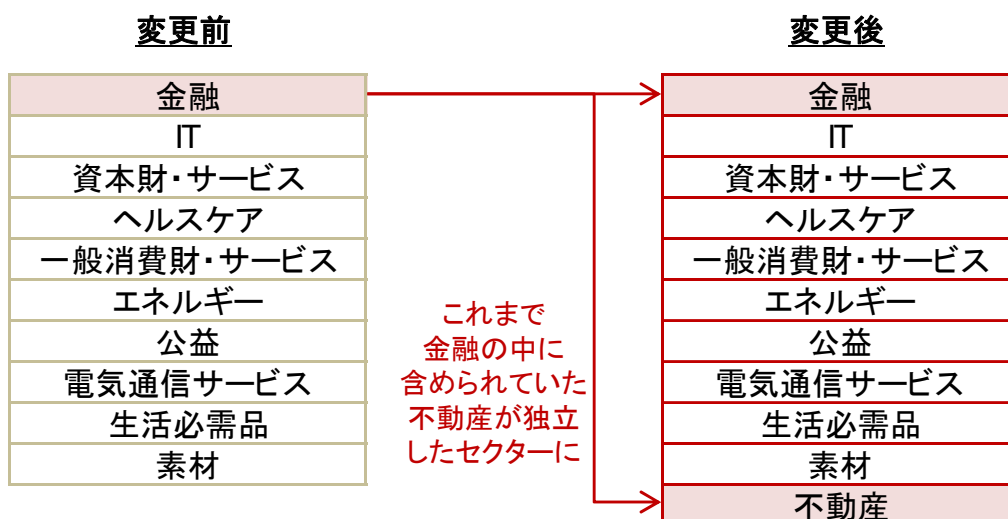 変更前
金融
IT
資本財・サービス
ヘルスケア
一般消費財・サービス
エネルギー
公益
電気通信サービス
生活必需品
素材
これまで
金融の中に
含められていた
不動産が独立
したセクターに
変更後
金融
IT
資本財・サービス
ヘルスケア
一般消費財・サービス
エネルギー
公益
電気通信サービス
生活必需品
素材
不動産